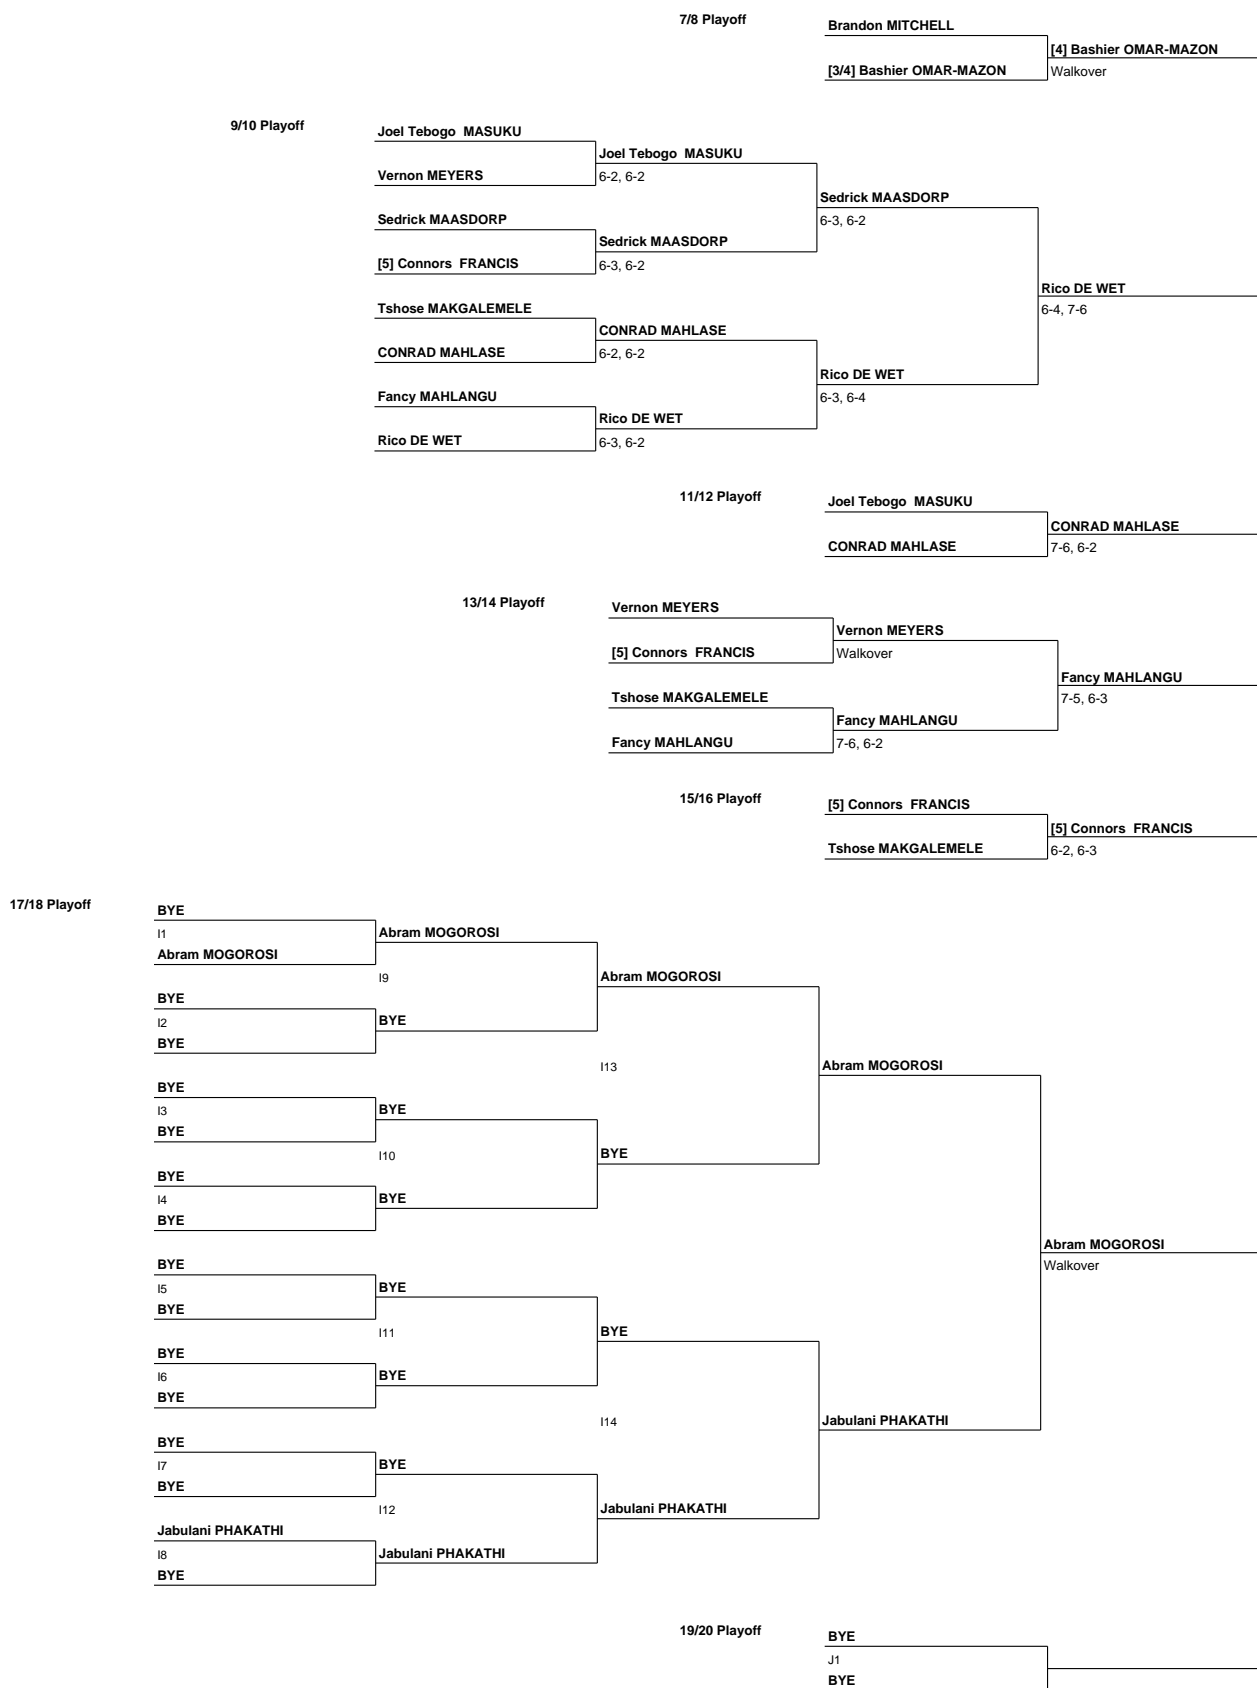 7/8 Playoff
Brandon MITCHELL
[4] Bashier OMAR-MAZON
[3/4] Bashier OMAR-MAZON
Walkover
9/10 Playoff
Joel Tebogo  MASUKU
Joel Tebogo  MASUKU
Vernon MEYERS
6-2, 6-2
Sedrick MAASDORP
Sedrick MAASDORP
6-3, 6-2
Sedrick MAASDORP
[5] Connors  FRANCIS
6-3, 6-2
Rico DE WET
Tshose MAKGALEMELE
6-4, 7-6
CONRAD MAHLASE
CONRAD MAHLASE
6-2, 6-2
Rico DE WET
Fancy MAHLANGU
6-3, 6-4
Rico DE WET
Rico DE WET
6-3, 6-2
11/12 Playoff
Joel Tebogo  MASUKU
CONRAD MAHLASE
CONRAD MAHLASE
7-6, 6-2
13/14 Playoff
Vernon MEYERS
Vernon MEYERS
[5] Connors  FRANCIS
Walkover
Fancy MAHLANGU
Tshose MAKGALEMELE
7-5, 6-3
Fancy MAHLANGU
Fancy MAHLANGU
7-6, 6-2
15/16 Playoff
[5] Connors  FRANCIS
[5] Connors  FRANCIS
Tshose MAKGALEMELE
6-2, 6-3
17/18 Playoff
BYE
I1
Abram MOGOROSI
Abram MOGOROSI
I9
Abram MOGOROSI
BYE
I2
BYE
BYE
I13
Abram MOGOROSI
BYE
I3
BYE
BYE
I10
BYE
BYE
I4
BYE
BYE
Abram MOGOROSI
Walkover
BYE
I5
BYE
BYE
I11
BYE
BYE
I6
BYE
BYE
I14
Jabulani PHAKATHI
BYE
I7
BYE
BYE
I12
Jabulani PHAKATHI
Jabulani PHAKATHI
I8
Jabulani PHAKATHI
BYE
19/20 Playoff
BYE
J1
BYE